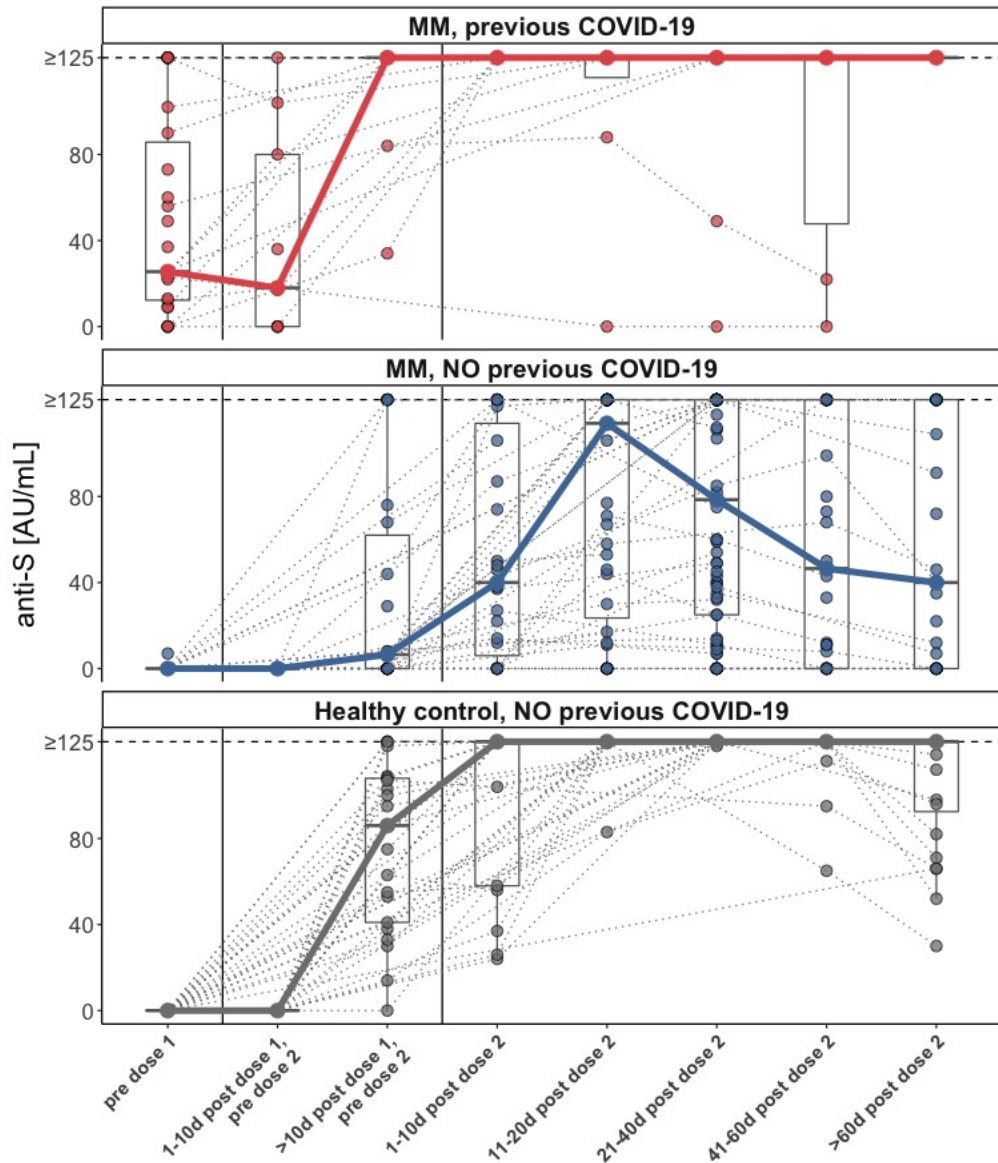 MM, previous COVID-19
≥125
80
40
0
MM, NO previous COVID-19
≥125
80
40
0
anti-S [AU/mL]
Healthy control, NO previous COVID-19
≥125
80
40
0
pre dose 1
1-10d post dose 1,
pre dose 2
>10d post dose 1,
pre dose 2
1-10d post dose 2
11-20d post dose 2
21-40d post dose 2
41-60d post dose 2
>60d post dose 2